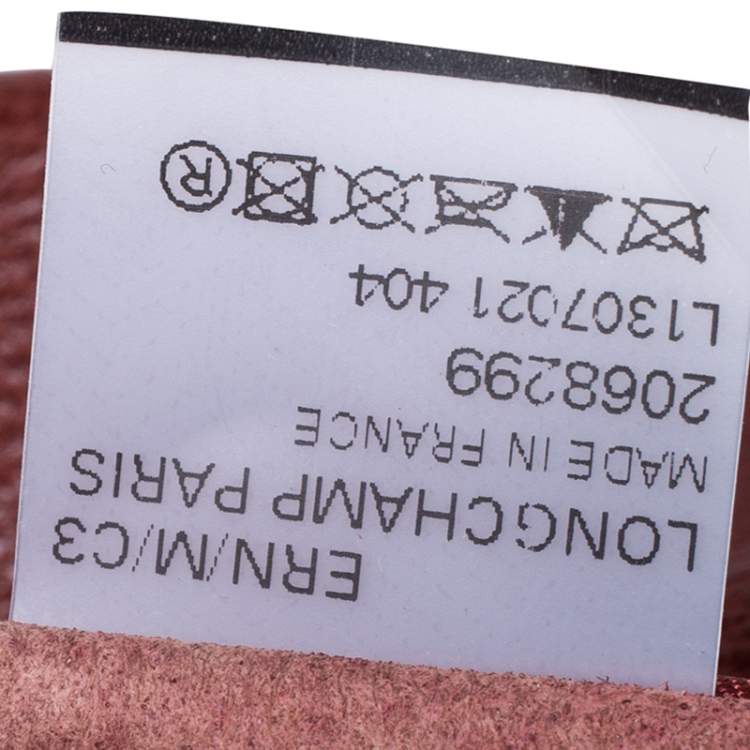 ERN/M/C3
LONGCHAMP PARIS
MADE IN FRANCE
2068299
L1307021 404
®